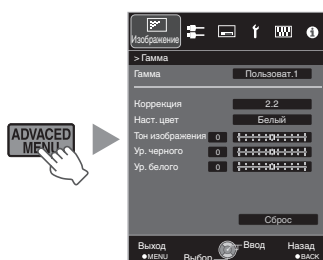 ADVACED
MENU
Изображение
> Гамма
Гамма Пользоват.1
Коррекция 2.2
Наст. цвет Белый
Тон изображения 0
Ур. черного 0
Ур. белого 0
Сброс
Выход Ввод Назад
MENU Выбор BACK